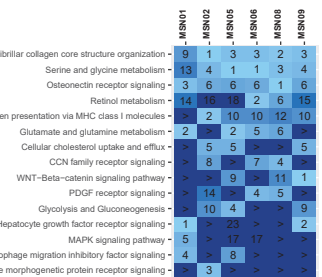 MSN01 MSN02 MSN05 MSN06 MSN08 MSN09
collagen core structure organization 9 1 3 3 2 3
Serine and glycine metabolism 13 4 1 1 3 4
Osteonectin receptor signaling 3 6 6 6 1 6
Retinol metabolism 14 16 18 2 6 15
presentation via MHC class I molecules > 2 10 10 12 10
Glutamate and glutamine metabolism 2 > 2 5 6 >
Cellular cholesterol uptake and efflux > 5 5 > > 5
CCN family receptor signaling > 8 > 7 4 >
WNT-Beta-catenin signaling pathway > > 9 > 11 1
PDGF receptor signaling > 14 > 4 5 >
Glycolysis and Gluconeogenesis > 10 4 > > 9
Hepatocyte growth factor receptor signaling 1 > 23 > > 2
MAPK signaling pathway 5 > 17 17 > >
migration inhibitory factor signaling 4 > 8 > > >
morphogenetic protein receptor signaling > 3 > > > >